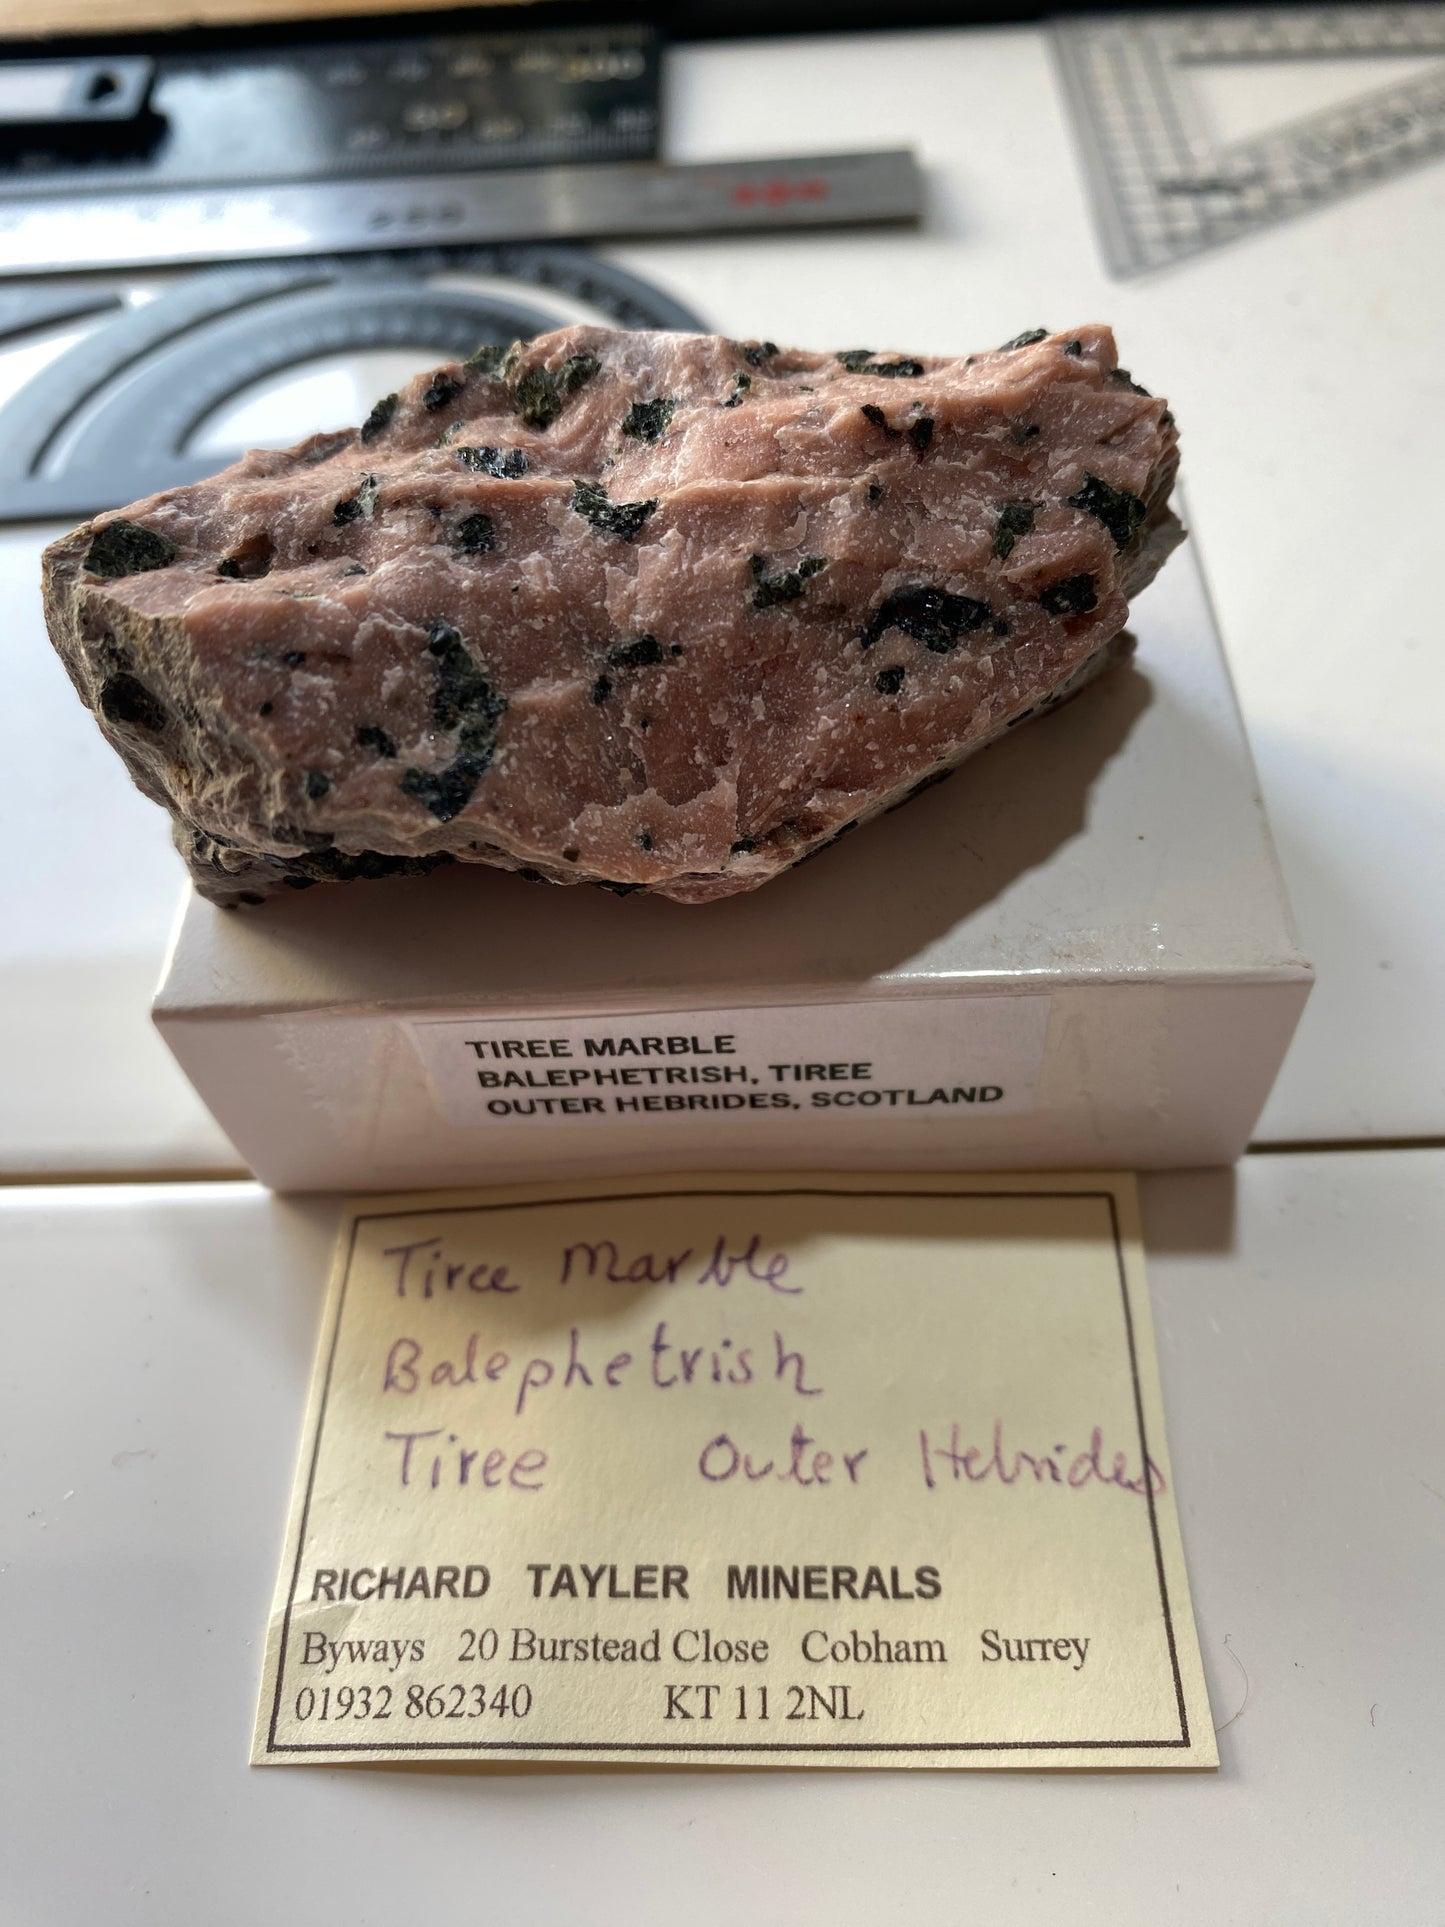 TIREE MARBLE
BALEPHETRISH, TIREE
OUTER HEBRIDES, SCOTLAND
Tiree Marble
Balephetrish
Tiree Outer Hebrides
RICHARD TAYLER MINERALS
Byways 20 Burstead Close Cobham Surrey
01932 862340 KT 11 2NL